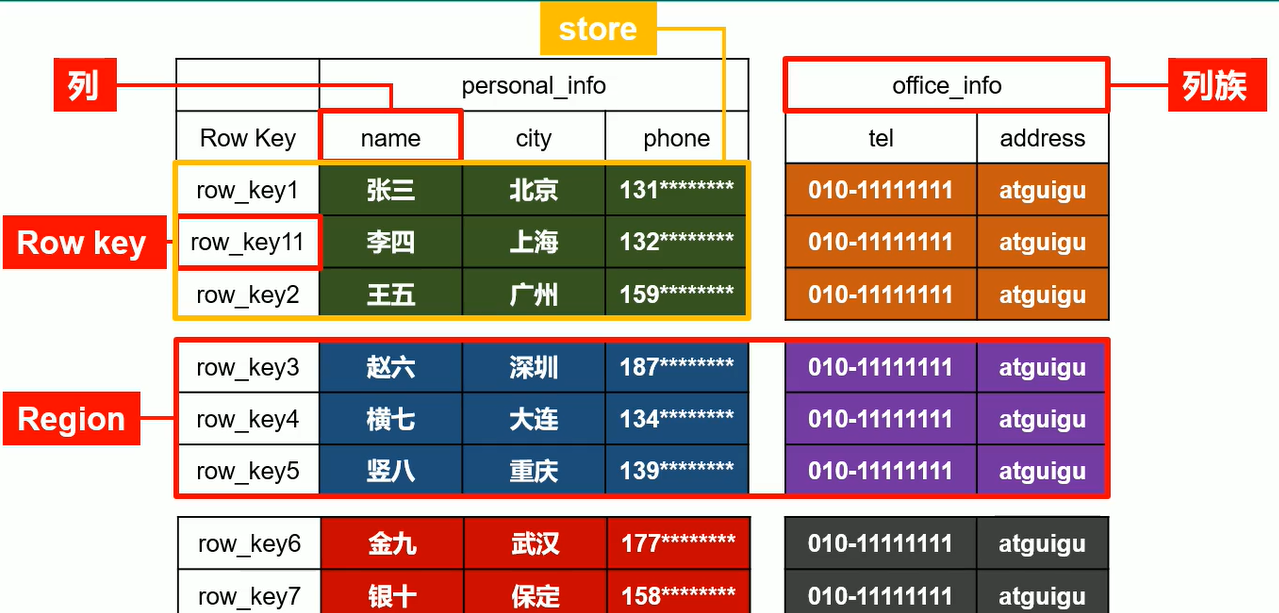 store
列
personal_info
office_info
列族
Row Key name city phone tel address
row_key1 张三 北京 131******** 010-11111111 atguigu
Row key
row_key11 李四 上海 132******** 010-11111111 atguigu
row_key2 王五 广州 159******** 010-11111111 atguigu
row_key3 赵六 深圳 187******** 010-11111111 atguigu
Region
row_key4 横七 大连 134******** 010-11111111 atguigu
row_key5 竖八 重庆 139******** 010-11111111 atguigu
row_key6 金九 武汉 177******** 010-11111111 atguigu
row_key7 银十 保定 158******** 010-11111111 atguigu